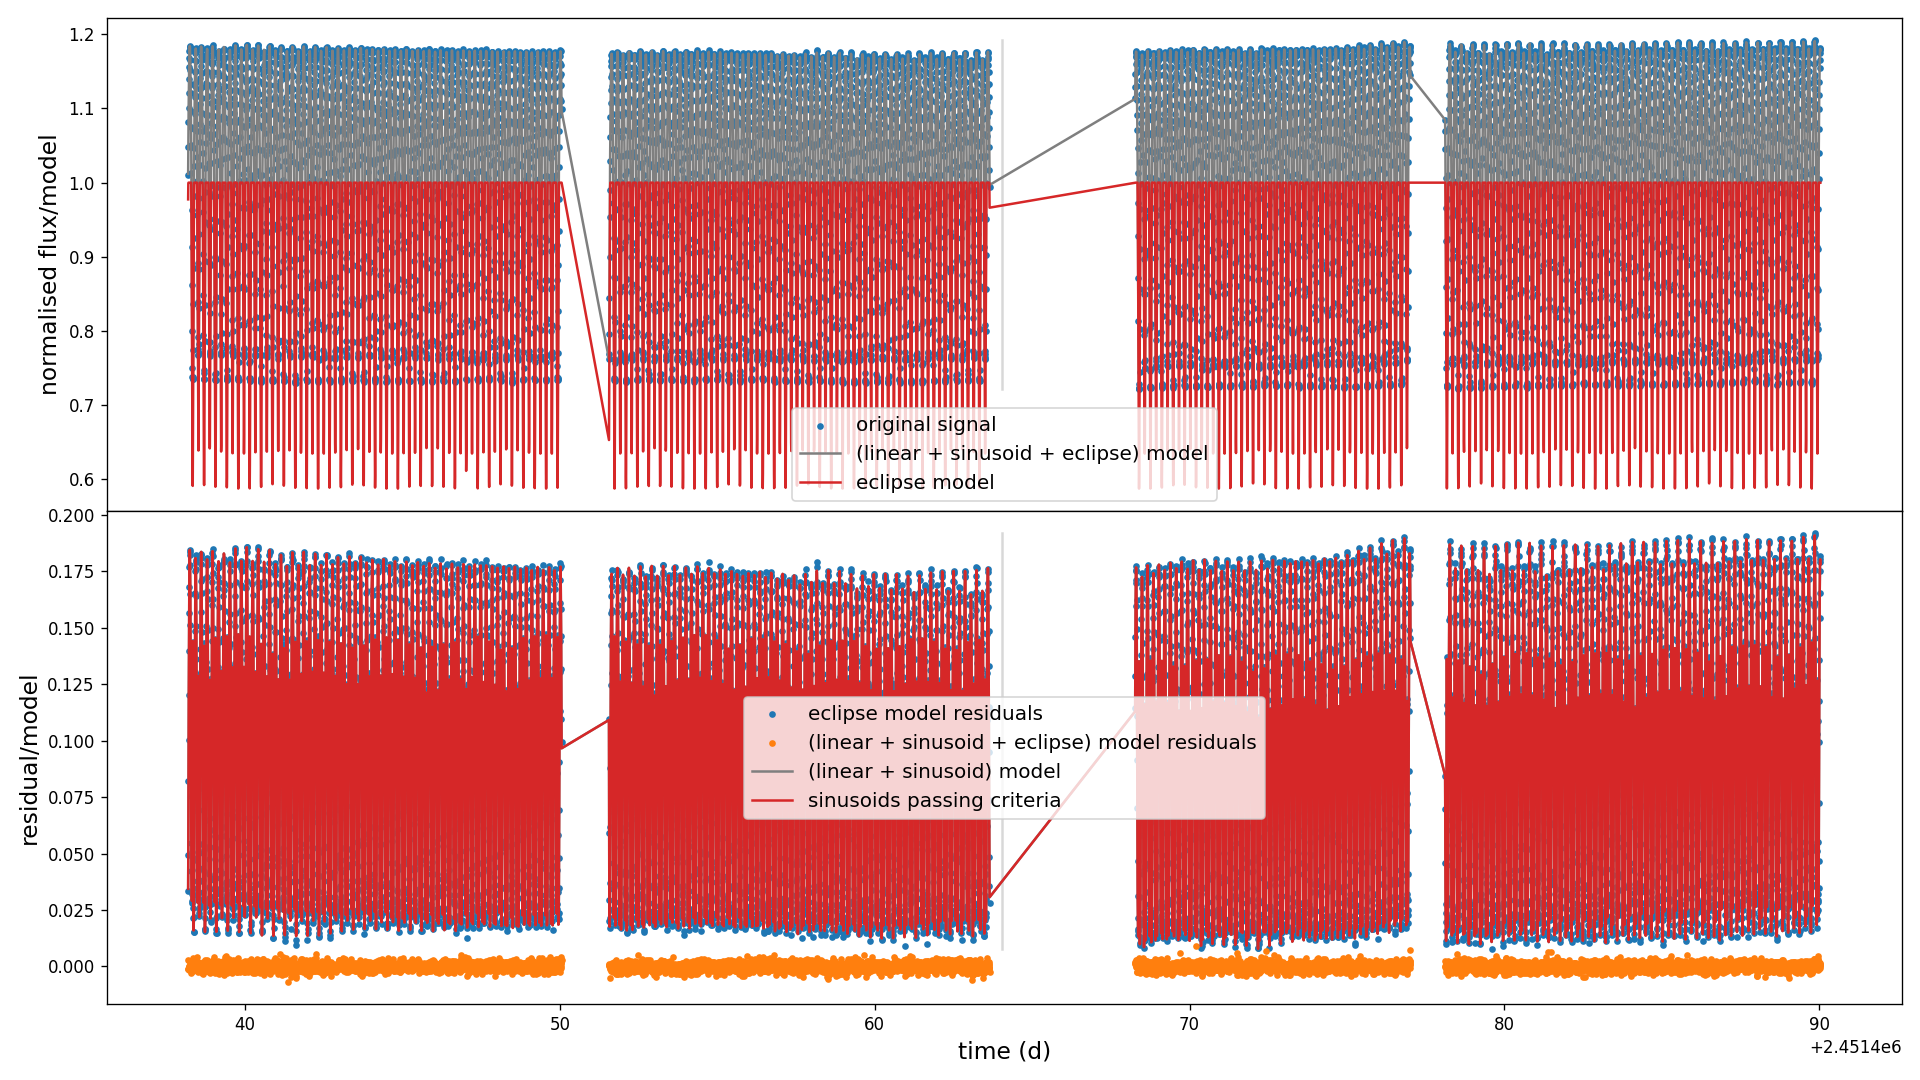 normalised flux/model
1.2
1.1
1.0
0.9
0.8
0.7
0.6
original signal
(linear + sinusoid + eclipse) model
eclipse model
residual/model
0.200
0.175
0.150
0.125
0.100
0.075
0.050
0.025
0.000
eclipse model residuals
(linear + sinusoid + eclipse) model residuals
(linear + sinusoid) model
sinusoids passing criteria
40 50 60 70 80 90
time (d)
+2.4514e6